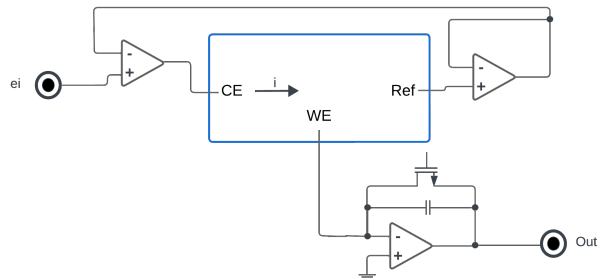 ei
-
+
CE
i
WE
Ref
-
+
-
+
Out